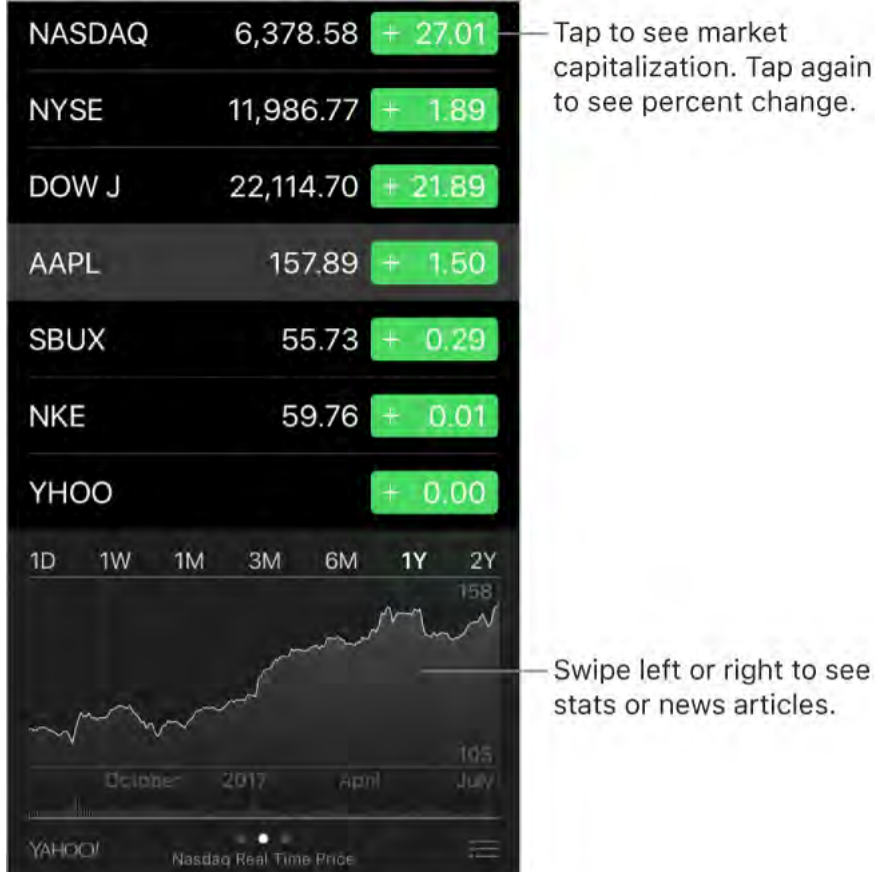 NASDAQ 6,378.58 + 27.01
Tap to see market
capitalization. Tap again
to see percent change.
NYSE 11,986.77 + 1.89
DOW J 22,114.70 + 21.89
AAPL 157.89 + 1.50
SBUX 55.73 + 0.29
NKE 59.76 + 0.01
YHOO + 0.00
1D 1W 1M 3M 6M 1Y 2Y
158
Swipe left or right to see
stats or news articles.
105
October 2017 April July
YAHOO!
Nasdaq Real Time Price